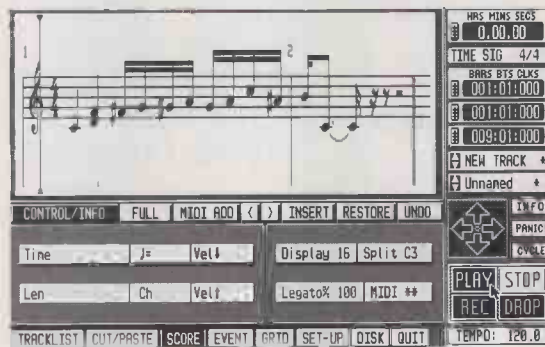 HRS MINS SECS
0.00.00
TIME SIG 4/4
BARS BTS CLKS
001:01:000
001:01:000
009:01:000
NEW TRACK
Unnamed
1
2
CONTROL/INFO FULL MIDI ADD < > INSERT RESTORE UNDO
INFO
PANIC
CYCLE
Time ♩= Vel↓ Display 16 Split C3
Len Ch Vel↑ Legato% 100 MIDI **
PLAY STOP
REC DROP
TRACKLIST CUT/PASTE SCORE EVENT GRID SET-UP DISK QUIT TEMPO: 120.0